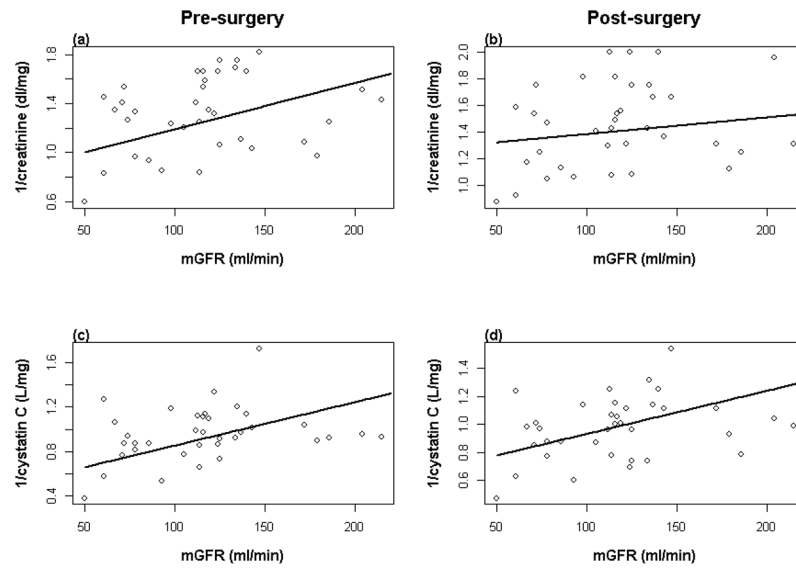 Pre-surgery
Post-surgery
(a)
1/creatinine (dl/mg)
0.6 1.0 1.4 1.8
50 100 150 200
mGFR (ml/min)
(b)
1/creatinine (dl/mg)
1.0 1.2 1.4 1.6 1.8 2.0
50 100 150 200
mGFR (ml/min)
(c)
1/cystatin C (L/mg)
0.4 0.8 1.2 1.6
50 100 150 200
mGFR (ml/min)
(d)
1/cystatin C (L/mg)
0.6 0.8 1.0 1.2 1.4
50 100 150 200
mGFR (ml/min)